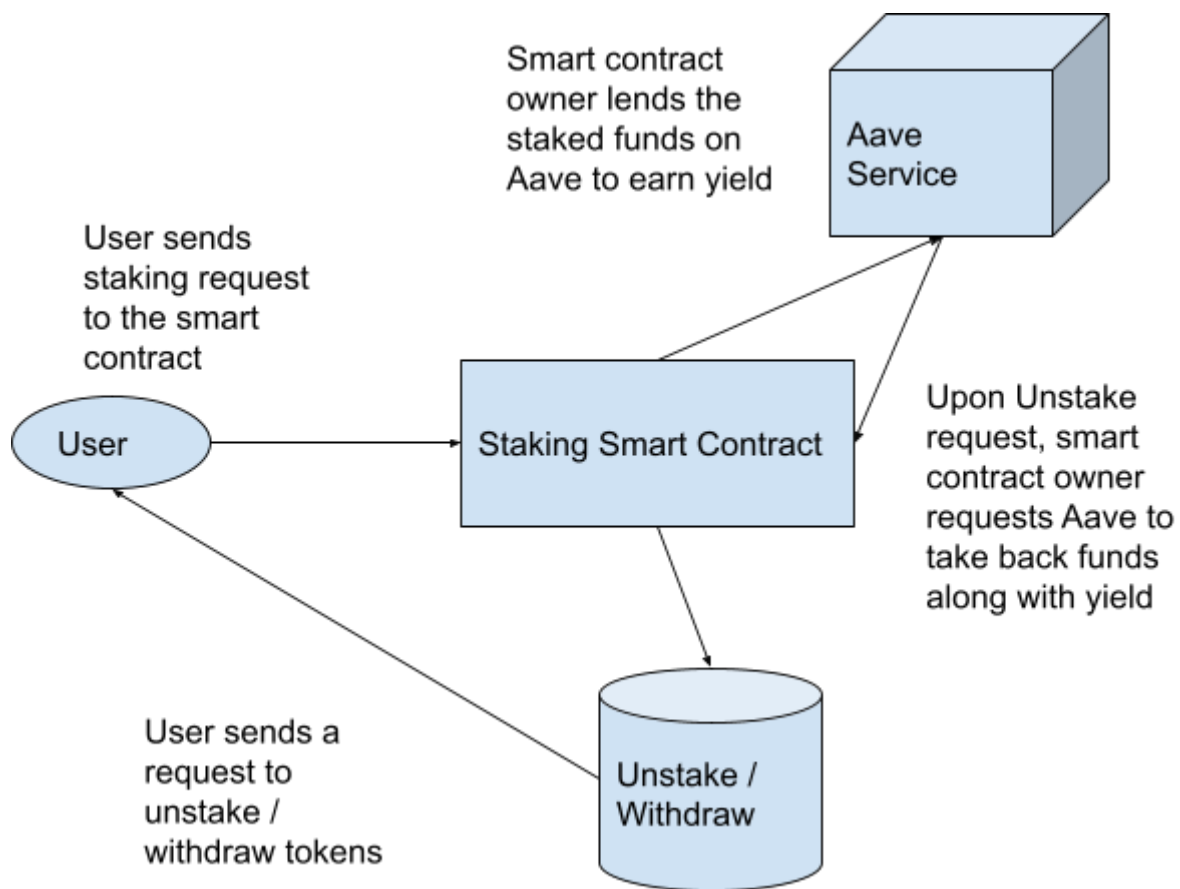 Smart contract
owner lends the
staked funds on
Aave to earn yield
Aave
Service
User sends
staking request
to the smart
contract
User
Staking Smart Contract
Upon Unstake
request, smart
contract owner
requests Aave to
take back funds
along with yield
User sends a
request to
unstake /
withdraw tokens
Unstake /
Withdraw